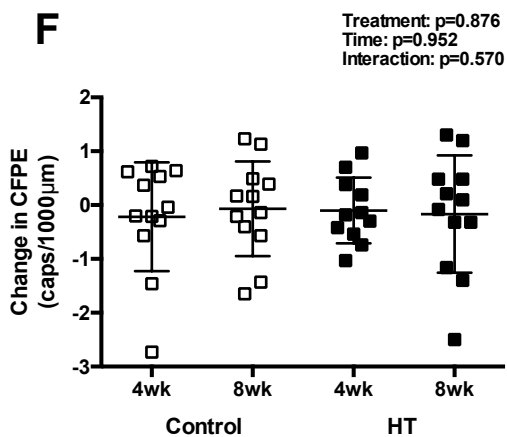 F
Treatment: p=0.876
Time: p=0.952
Interaction: p=0.570
Change in CFPE
(caps/1000μm)
2
1
0
-1
-2
-3
4wk 8wk 4wk 8wk
Control HT